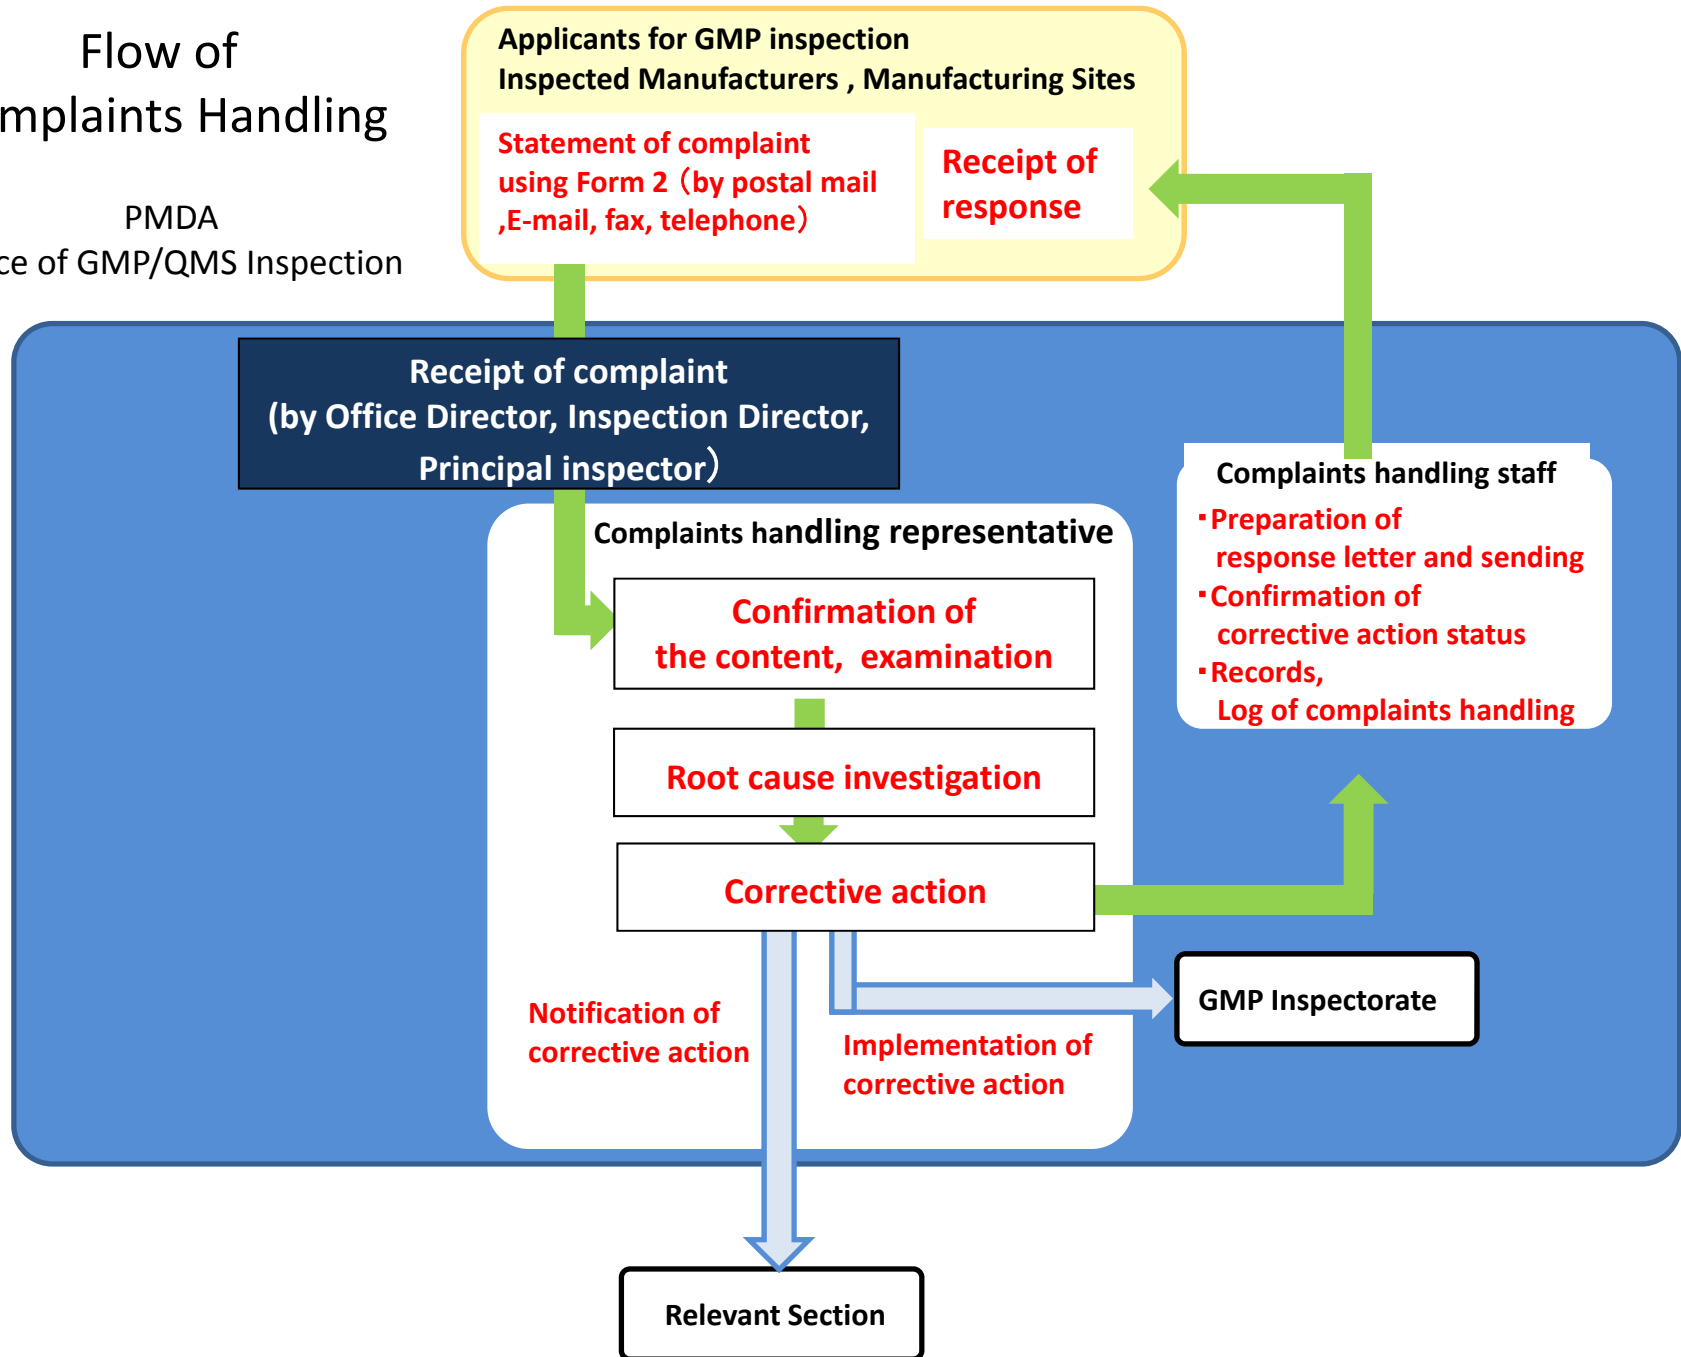 Flow of
mplaints Handling
PMDA
ce of GMP/QMS Inspection
Applicants for GMP inspection
Inspected Manufacturers , Manufacturing Sites
Statement of complaint
using Form 2（by postal mail
,E-mail, fax, telephone）
Receipt of
response
Receipt of complaint
(by Office Director, Inspection Director,
Principal inspector）
Complaints handling representative
Confirmation of
the content,  examination
Root cause investigation
Corrective action
Notification of
corrective action
Implementation of
corrective action
Complaints handling staff
・Preparation of
response letter and sending
・Confirmation of
corrective action status
・Records,
Log of complaints handling
GMP Inspectorate
Relevant Section